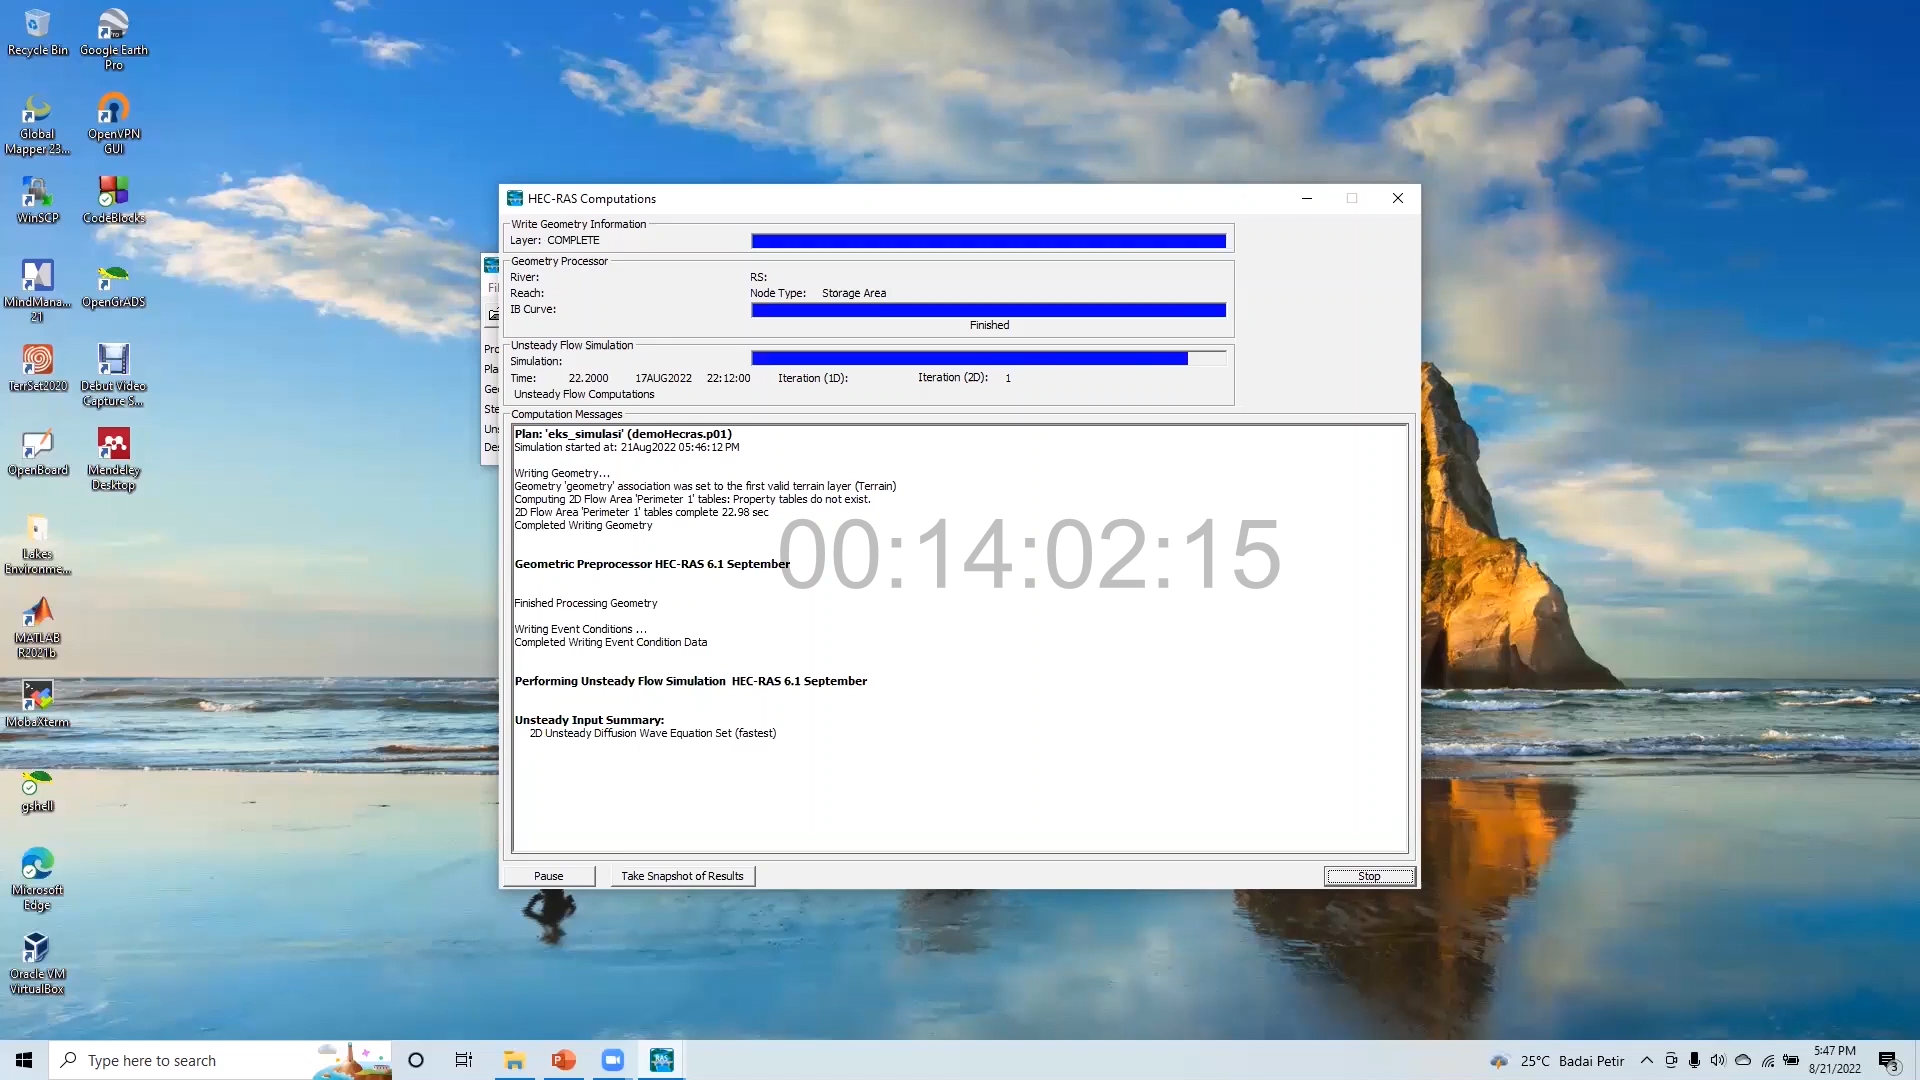 Recycle Bin
Google Earth
Pro
Global
Mapper 23...
OpenVPN
GUI
WinSCP
CodeBlocks
MindMana...
21
OpenGrADS
TerrSet2020
Debut Video
Capture S...
OpenBoard
Mendeley
Desktop
Lakes
Environme...
MATLAB
R2021b
MobaXterm
gshell
Microsoft
Edge
Oracle VM
VirtualBox
HEC-RAS Computations
Write Geometry Information
Layer: COMPLETE
Geometry Processor
River:
RS:
Reach:
Node Type: Storage Area
IB Curve:
Finished
Unsteady Flow Simulation
Simulation:
Time: 22.2000 17AUG2022 22:12:00 Iteration (1D): Iteration (2D): 1
Unsteady Flow Computations
Computation Messages
Plan: 'eks_simulasi' (demoHecras.p01)
Simulation started at: 21Aug2022 05:46:12 PM
Writing Geometry...
Geometry 'geometry' association was set to the first valid terrain layer (Terrain)
Computing 2D Flow Area 'Perimeter 1' tables: Property tables do not exist.
2D Flow Area 'Perimeter 1' tables complete 22.98 sec
Completed Writing Geometry
00:14:02:15
Geometric Preprocessor HEC-RAS 6.1 September
Finished Processing Geometry
Writing Event Conditions ...
Completed Writing Event Condition Data
Performing Unsteady Flow Simulation HEC-RAS 6.1 September
Unsteady Input Summary:
2D Unsteady Diffusion Wave Equation Set (fastest)
Pause
Take Snapshot of Results
Stop
Fil
Pro
Pla
Geo
Ste
Uns
Des
Type here to search
RAS
25°C Badai Petir
5:47 PM
8/21/2022
3